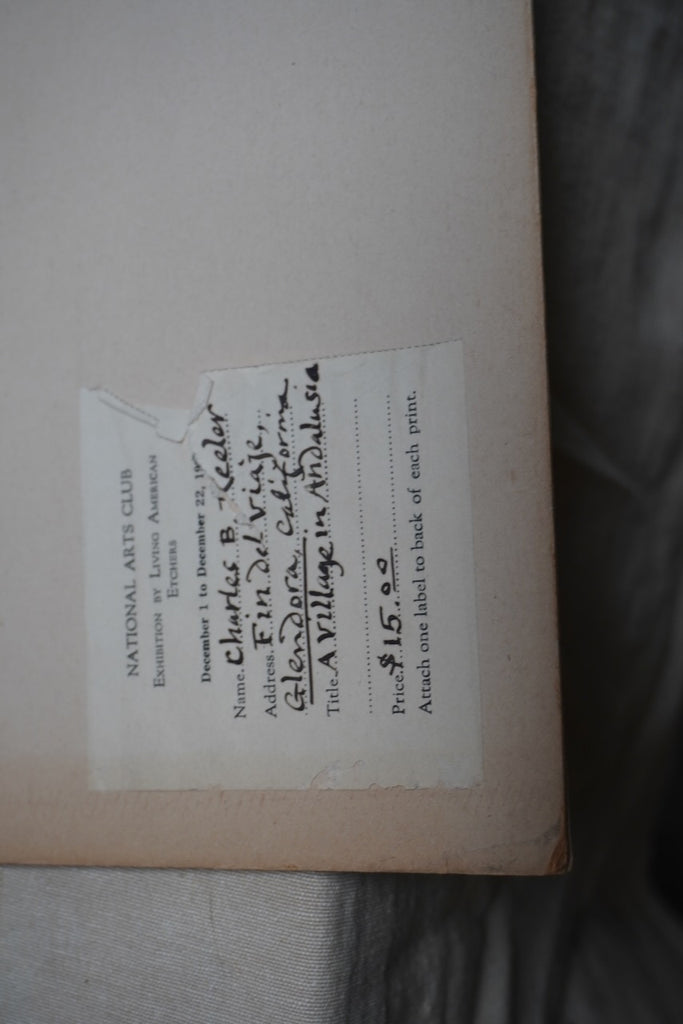 NATIONAL ARTS CLUB
EXHIBITION BY LIVING AMERICAN
ETCHERS
December 1 to December 22, 19
Name. Charles B. Keeler
Address. Fin del Viaje,
Glendora, California
Title. A Village in Andalusia
Price. $15.00
Attach one label to back of each print.